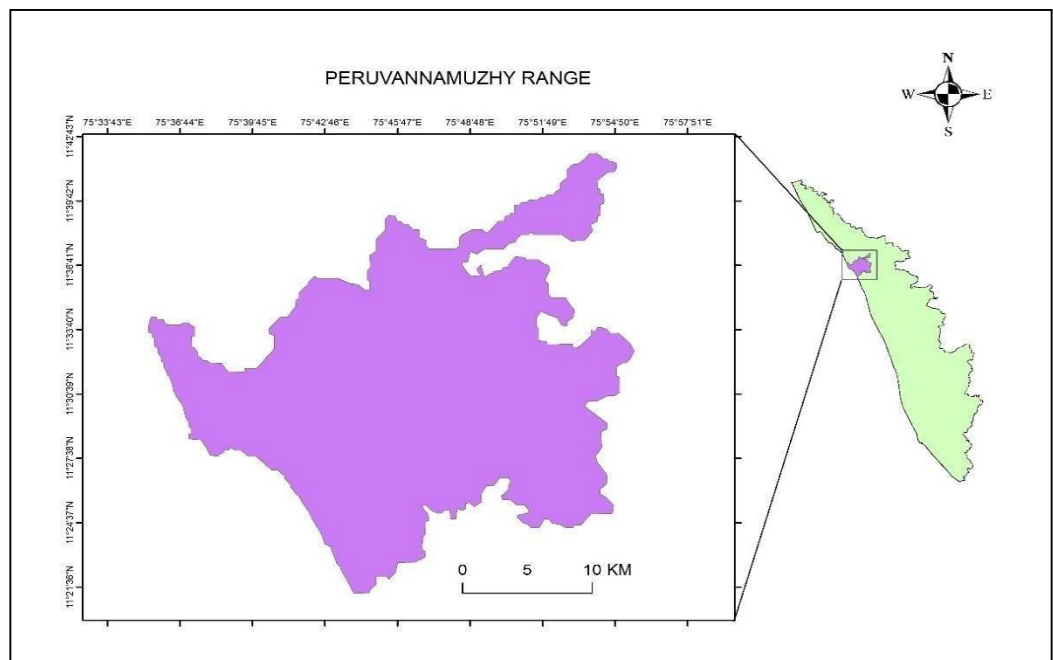 PERUVANNAMUZHY RANGE
N
W E
S
75°33'43"E 75°36'44"E 75°39'45"E 75°42'46"E 75°45'47"E 75°48'48"E 75°51'49"E 75°54'50"E 75°57'51"E
11°42'43"N
11°39'42"N
11°36'41"N
11°33'40"N
11°30'39"N
11°27'38"N
11°24'37"N
11°21'36"N
0 5 10 KM